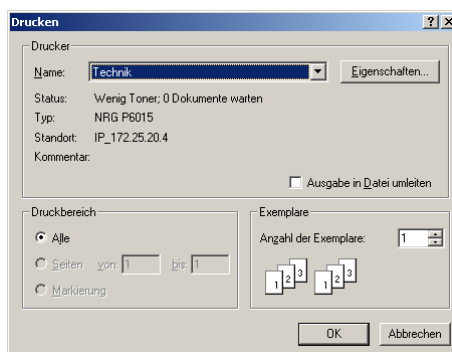 Drucken
Drucker
Name: Technik Eigenschaften...
Status: Wenig Toner; 0 Dokumente warten
Typ: NRG P6015
Standort: IP_172.25.20.4
Kommentar:
Ausgabe in Datei umleiten
Druckbereich
Alle
Seiten von: 1 bis: 1
Markierung
Exemplare
Anzahl der Exemplare: 1
1 2 3 1 2 3
OK Abbrechen